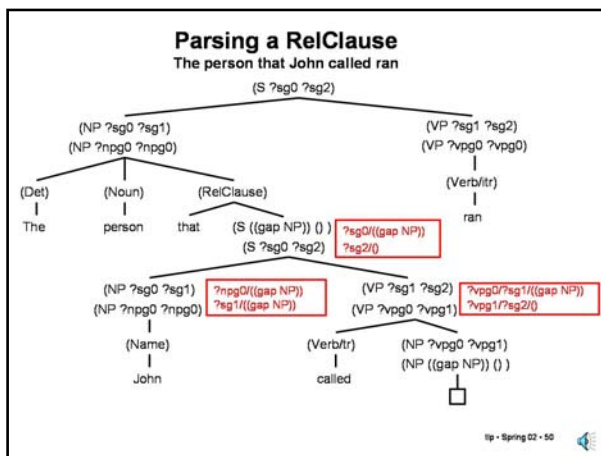 Parsing a RelClause
The person that John called ran
(S ?sg0 ?sg2)
(NP ?sg0 ?sg1) (VP ?sg1 ?sg2)
(NP ?npg0 ?npg0) (VP ?vpg0 ?vpg0)
(Det) (Noun) (RelClause) (Verb/itr)
The person that (S ((gap NP)) () ) ?sg0/((gap NP)) ran
(S ?sg0 ?sg2) ?sg2/()
(NP ?sg0 ?sg1) ?npg0/((gap NP)) (VP ?sg1 ?sg2) ?vpg0/?sg1/((gap NP))
(NP ?npg0 ?npg0) ?sg1/((gap NP)) (VP ?vpg0 ?vpg1) ?vpg1/?sg2/()
(Name) (Verb/tr) (NP ?vpg0 ?vpg1)
John called (NP ((gap NP)) () )
tlp • Spring 02 • 50